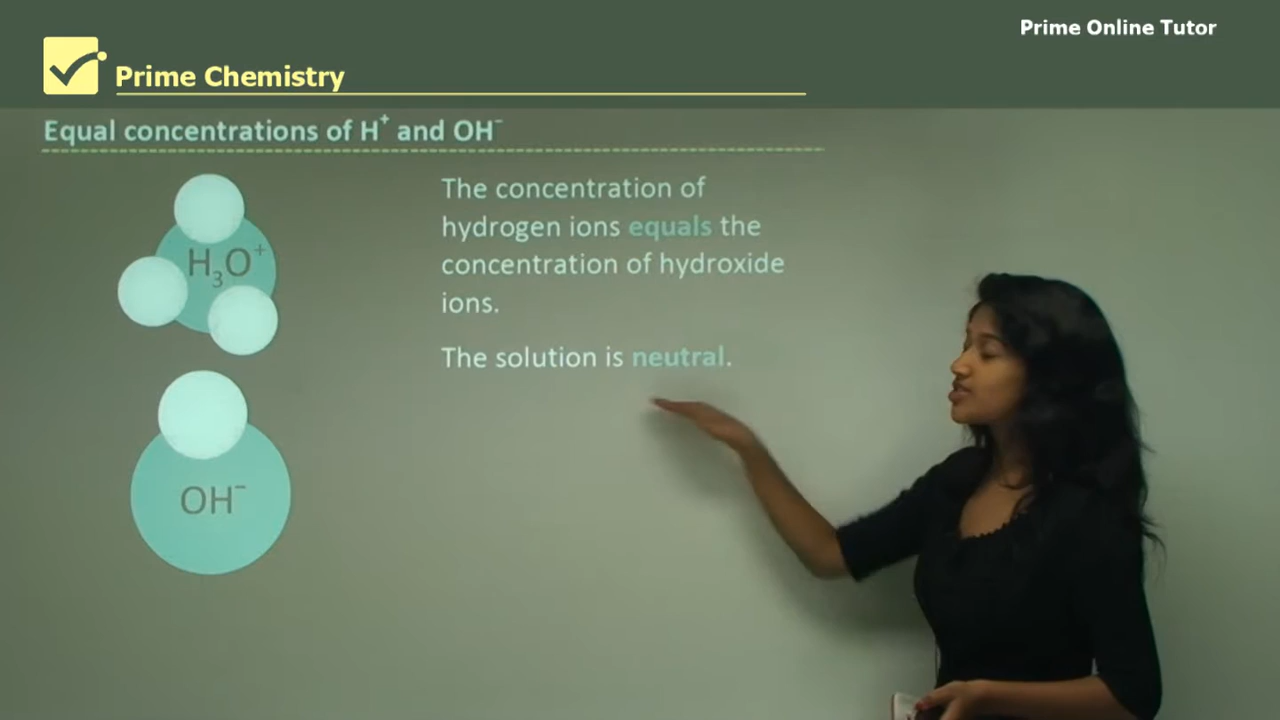 Prime Online Tutor
Prime Chemistry
Equal concentrations of H⁺ and OH⁻
The concentration of
hydrogen ions equals the
concentration of hydroxide
ions.
The solution is neutral.
H₃O⁺
OH⁻